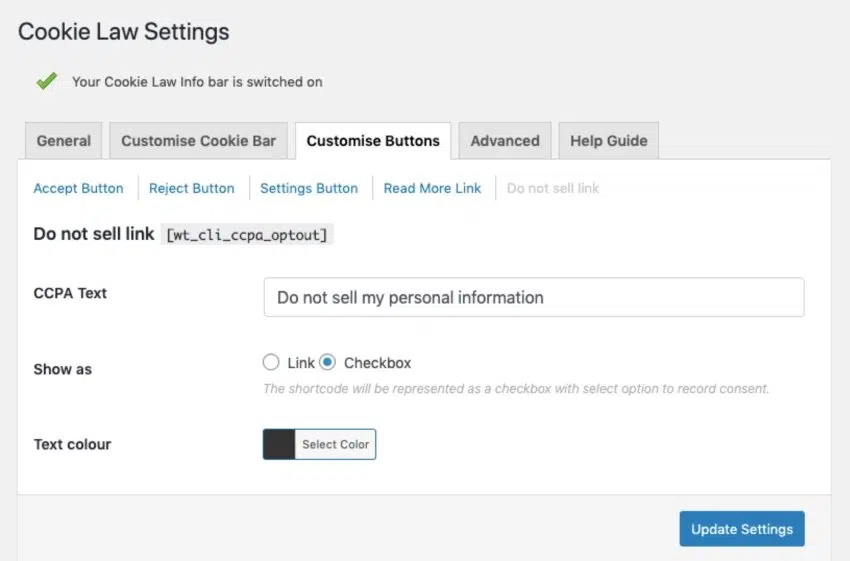 Cookie Law Settings
Your Cookie Law Info bar is switched on
General Customise Cookie Bar Customise Buttons Advanced Help Guide
Accept Button Reject Button Settings Button Read More Link Do not sell link
Do not sell link [wt_cli_ccpa_optout]
CCPA Text Do not sell my personal information
Show as Link Checkbox
The shortcode will be represented as a checkbox with select option to record consent.
Text colour Select Color
Update Settings